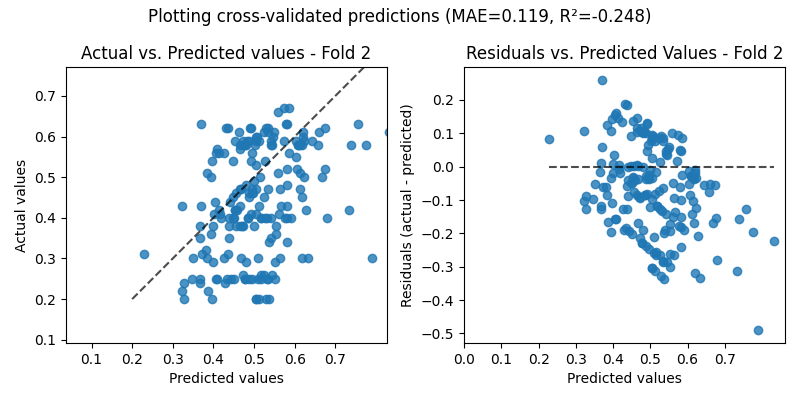 Plotting cross-validated predictions (MAE=0.119, R²=-0.248)
Actual vs. Predicted values - Fold 2
Actual values
0.7
0.6
0.5
0.4
0.3
0.2
0.1
0.1 0.2 0.3 0.4 0.5 0.6 0.7
Predicted values
Residuals vs. Predicted Values - Fold 2
Residuals (actual - predicted)
0.2
0.1
0.0
−0.1
−0.2
−0.3
−0.4
−0.5
0.0 0.1 0.2 0.3 0.4 0.5 0.6 0.7
Predicted values